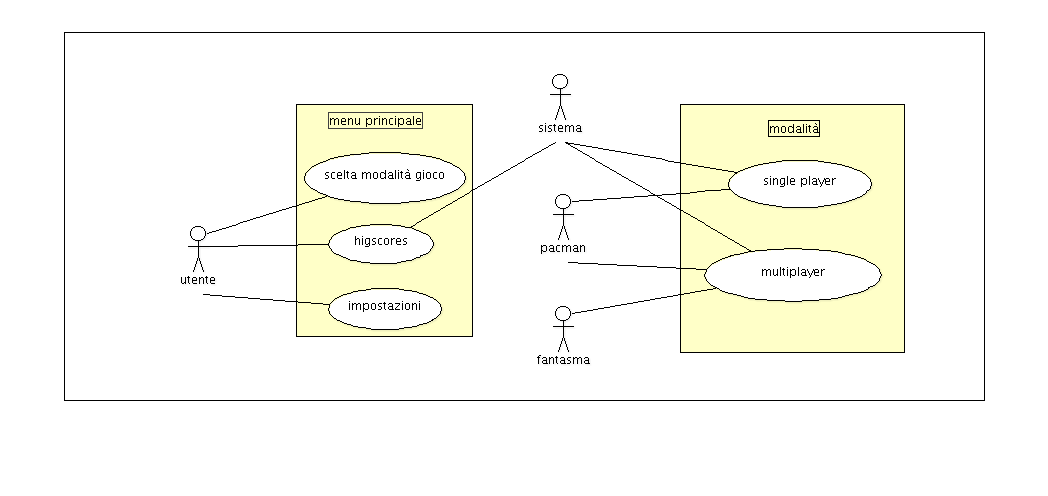 menu principale
scelta modalità gioco
higscores
impostazioni
utente
sistema
pacman
fantasma
modalità
single player
multiplayer